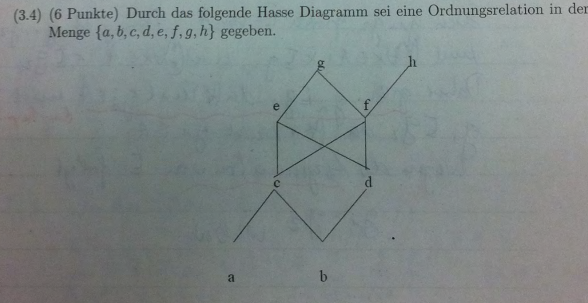 (3.4) (6 Punkte) Durch das folgende Hasse Diagramm sei eine Ordnungsrelation in der
Menge {a, b, c, d, e, f, g, h} gegeben.
g
h
e
f
c
d
a
b